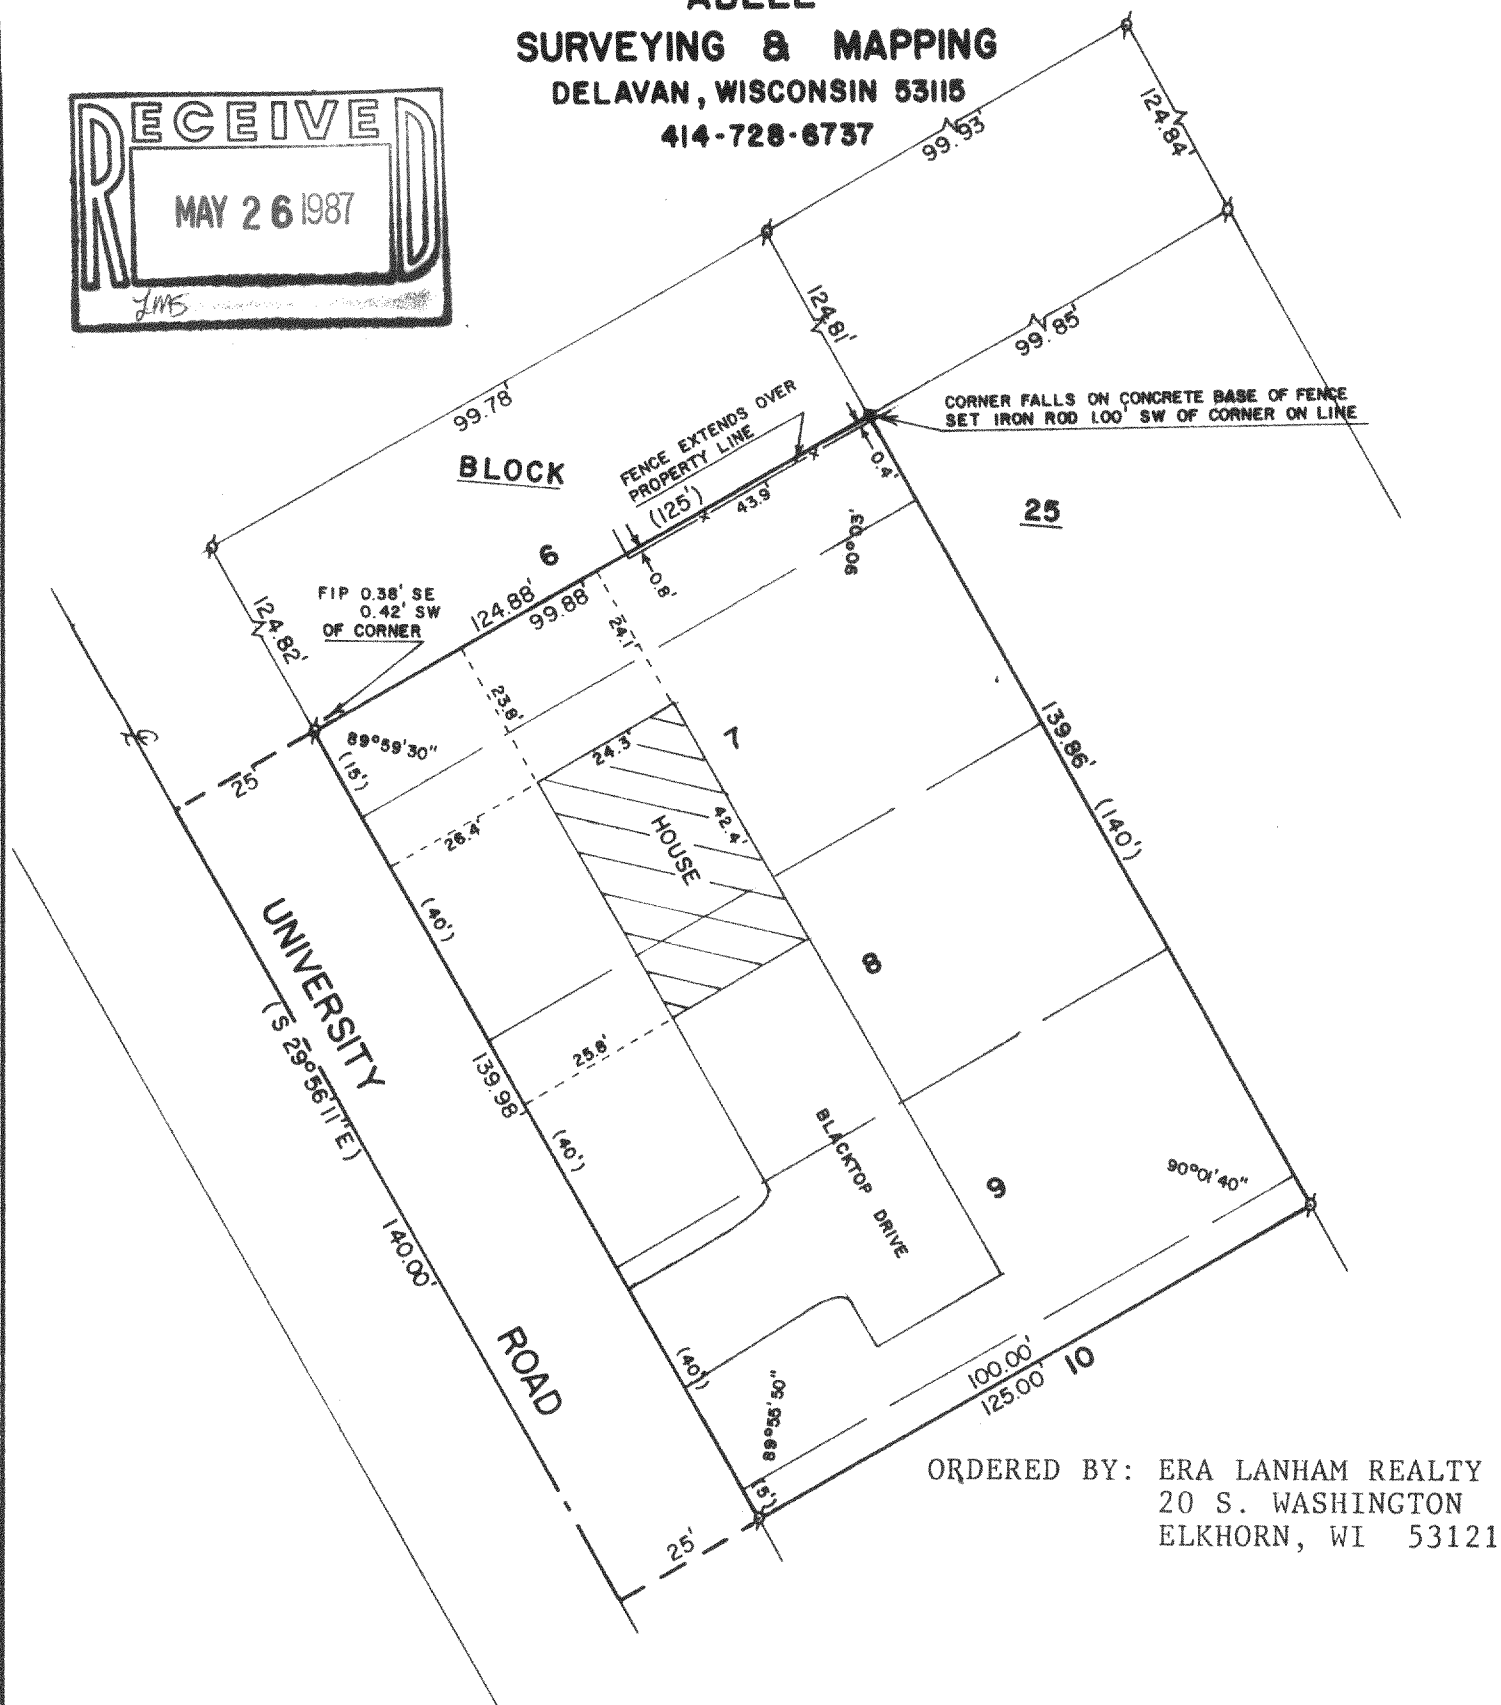 SURVEYING & MAPPING
DELAVAN, WISCONSIN 53115
414-728-6737
RECEIVED
MAY 26 1987
LMS
99.93'
124.84'
124.81'
99.85'
99.78'
BLOCK
FENCE EXTENDS OVER
PROPERTY LINE
(125')
43.9'
0.4'
CORNER FALLS ON CONCRETE BASE OF FENCE
SET IRON ROD 1.00' SW OF CORNER ON LINE
25
90°03'
6
0.8'
124.88'
99.88'
24.1'
FIP 0.38' SE
0.42' SW
OF CORNER
124.82'
23.8'
89°59'30"
(15')
25'
24.3'
7
26.4'
HOUSE
42.4'
139.86'
(140')
(40')
UNIVERSITY
(S 29°56'11"E)
8
25.8'
139.98'
(40')
BLACKTOP DRIVE
9
90°01'40"
140.00'
ROAD
(40')
89°55'50"
100.00'
125.00'
10
(5')
25'
ORDERED BY: ERA LANHAM REALTY
20 S. WASHINGTON
ELKHORN, WI 53121